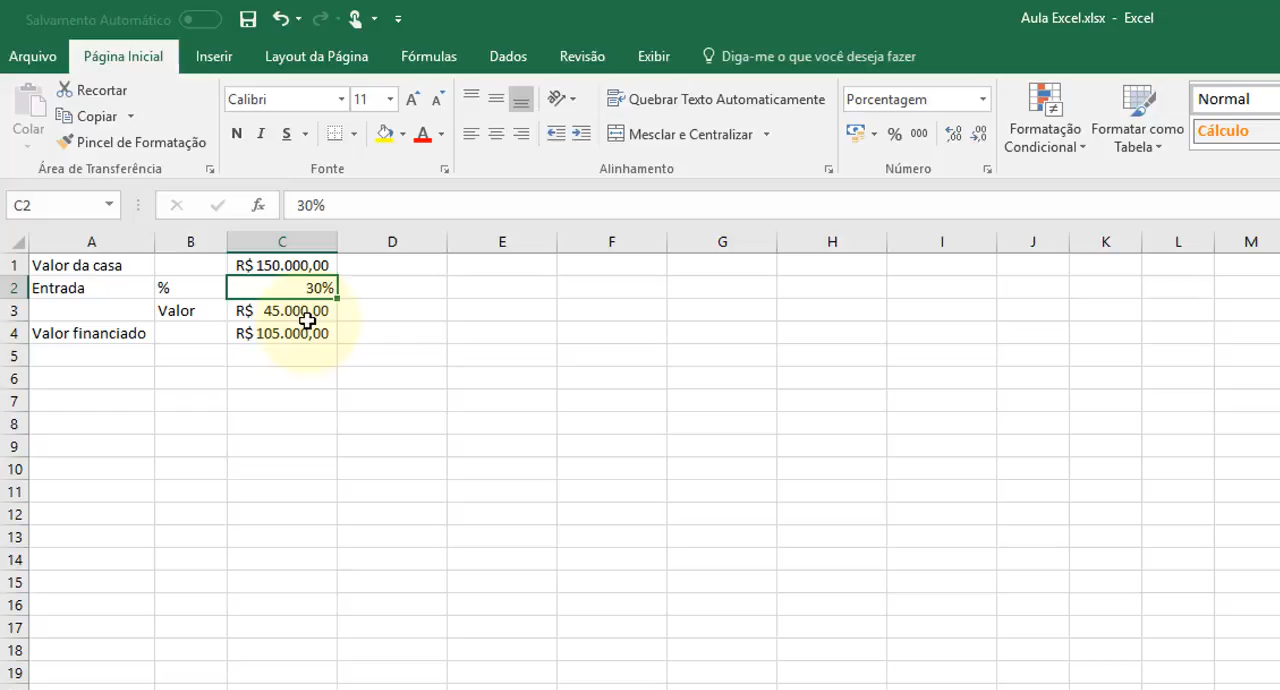 Salvamento Automático
Aula Excel.xlsx - Excel
Arquivo Página Inicial Inserir Layout da Página Fórmulas Dados Revisão Exibir Diga-me o que você deseja fazer
Colar
Recortar
Copiar
Pincel de Formatação
Área de Transferência
Calibri 11
N I S
Fonte
Quebrar Texto Automaticamente
Mesclar e Centralizar
Alinhamento
Porcentagem
% 000
Número
Formatação Condicional
Formatar como Tabela
Normal
Cálculo
C2 fx 30%
A B C D E F G H I J K L M
1 Valor da casa R$ 150.000,00
2 Entrada % 30%
3 Valor R$ 45.000,00
4 Valor financiado R$ 105.000,00
5
6
7
8
9
10
11
12
13
14
15
16
17
18
19